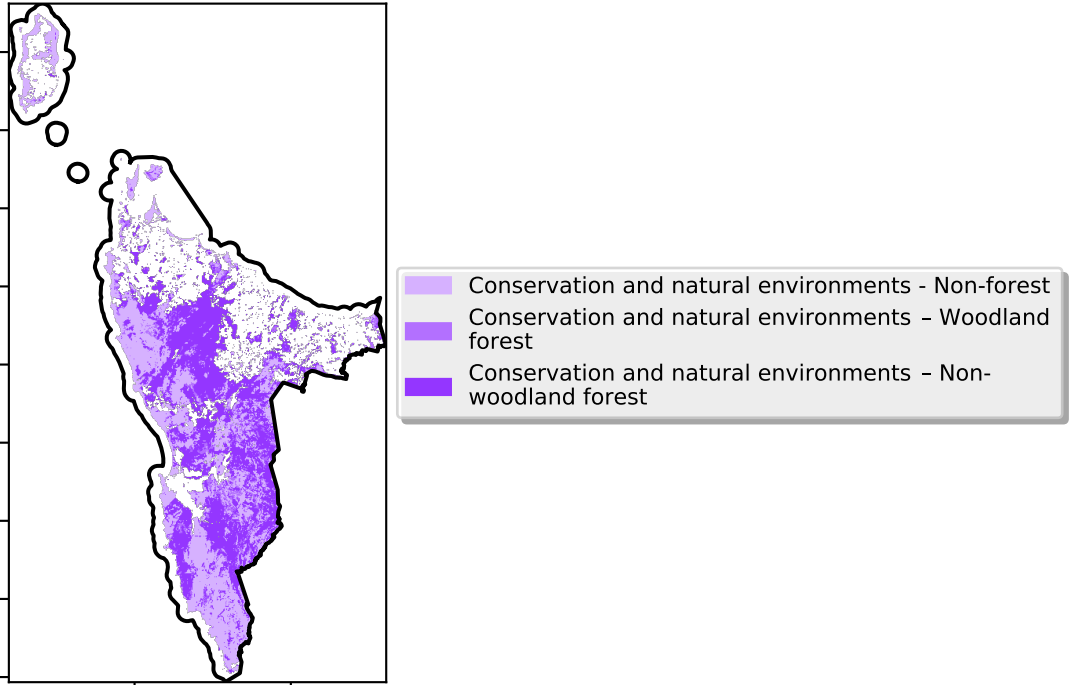 Conservation and natural environments - Non-forest
Conservation and natural environments – Woodland
forest
Conservation and natural environments – Non-
woodland forest